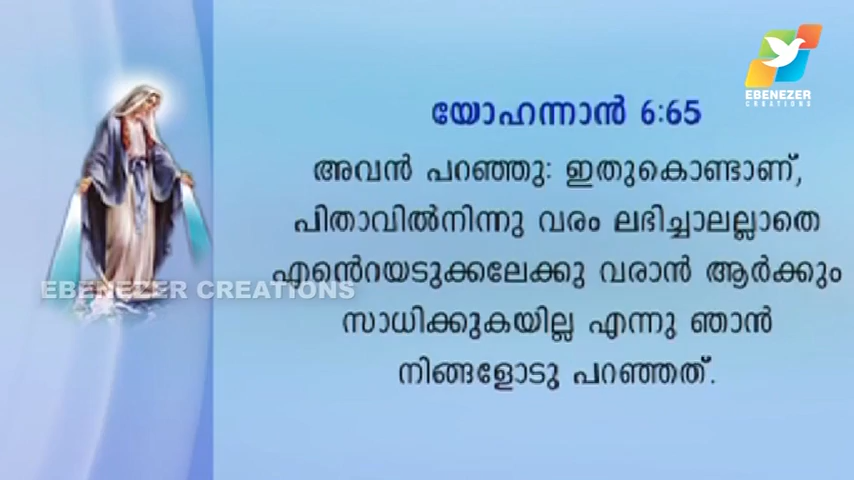 EBENEZER
CREATIONS
യോഹന്നാൻ 6:65
അവൻ പറഞ്ഞു: ഇതുകൊണ്ടാണ്,
പിതാവിൽനിന്നു വരം ലഭിച്ചാലല്ലാതെ
എൻെറയടുക്കലേക്കു വരാൻ ആർക്കും
EBENEZER CREATIONS
സാധിക്കുകയില്ല എന്നു ഞാൻ
നിങ്ങളോടു പറഞ്ഞത്.